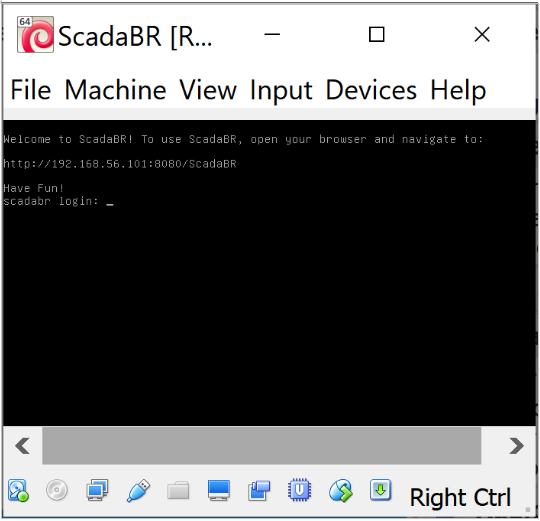 64
ScadaBR [R...
File Machine View Input Devices Help
Welcome to ScadaBR! To use ScadaBR, open your browser and navigate to:
http://192.168.56.101:8080/ScadaBR
Have Fun!
scadabr login: _
U
Right Ctrl